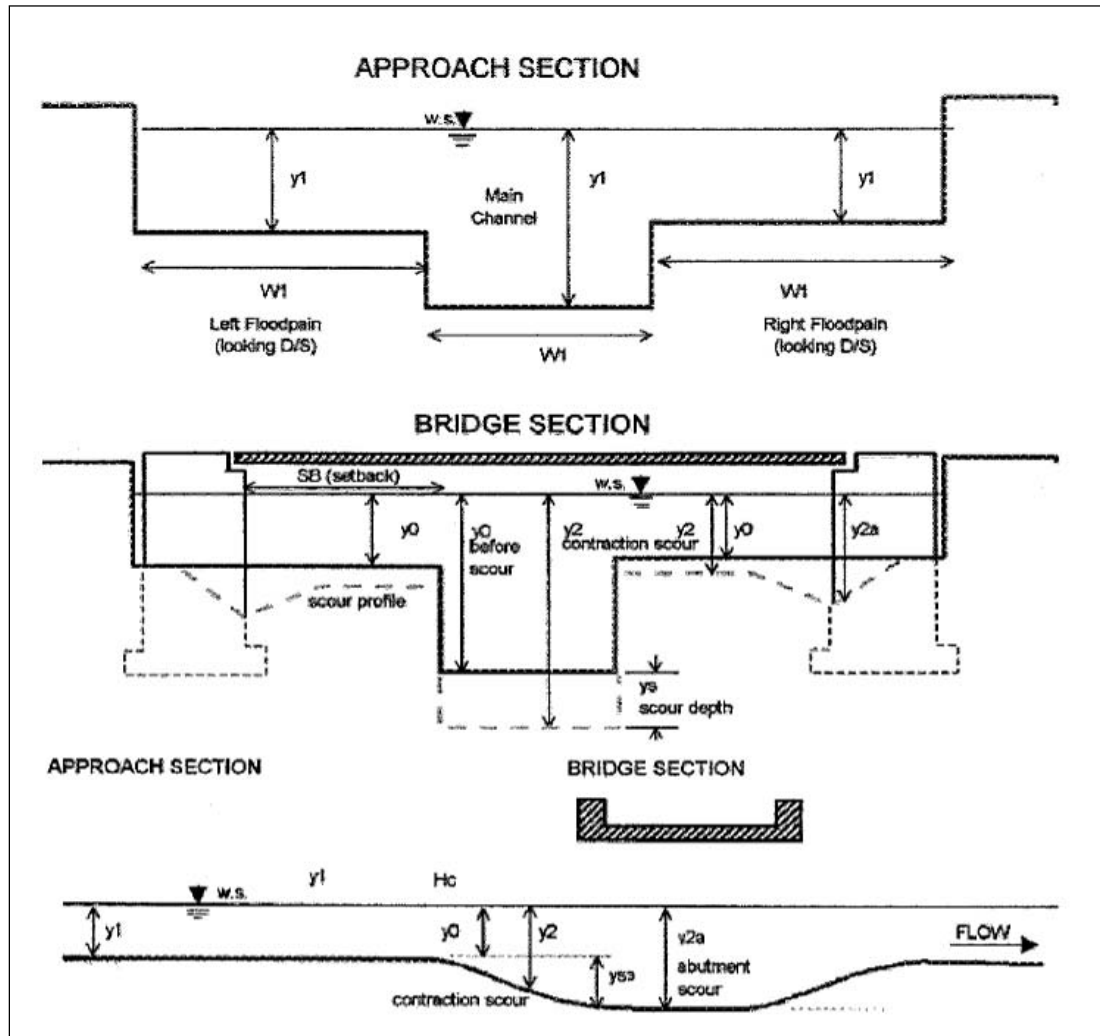 APPROACH SECTION
w.s.
y1
y1
y1
Main
Channel
W1
W1
Left Floodpain
(looking D/S)
Right Floodpain
(looking D/S)
W1
BRIDGE SECTION
SB (setback)
w.s.
y0
y0
before
scour
y2
contraction scour
y2
y0
y2a
scour profile
ys
scour depth
APPROACH SECTION
BRIDGE SECTION
y1
Hc
w.s.
y1
y0
y2
y2a
abutment
scour
FLOW
contraction scour